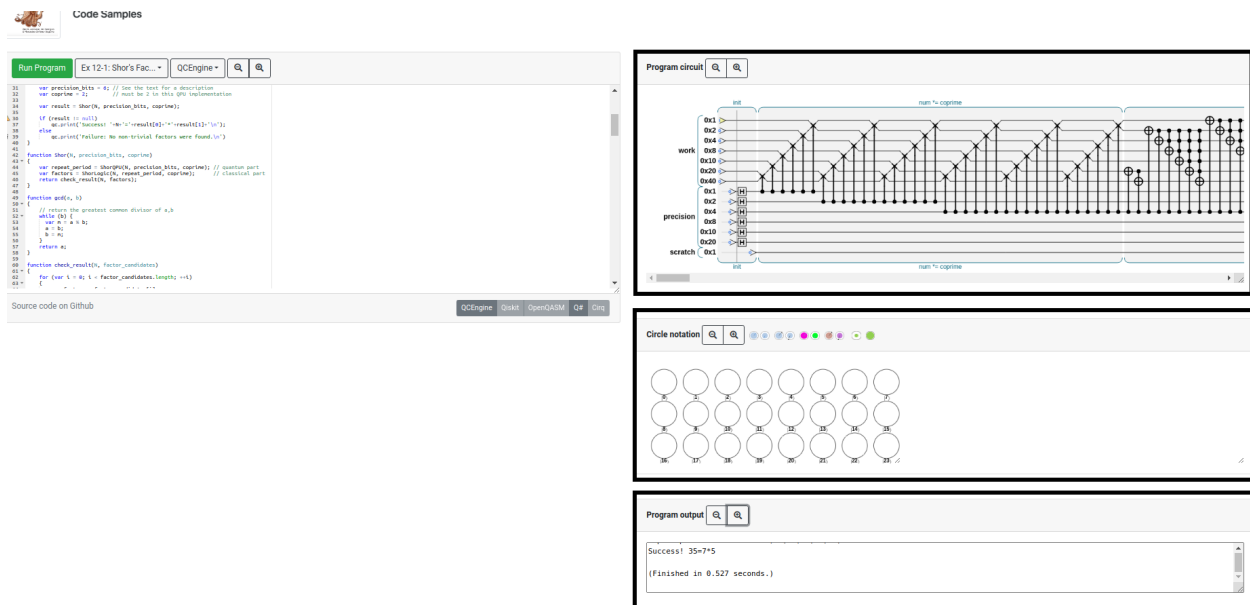 Code Samples
Run Program
Ex 12-1: Shor's Fac...
QCEngine
31 var precision_bits = 6; // See the text for a description
32 var coprime = 2; // must be 2 in this QPU implementation
33
34 var result = Shor(N, precision_bits, coprime);
35
36 if (result != null)
37 qc.print('Success! '+N+'='+result[0]+'*'+result[1]+'\n');
38 else
39 qc.print('Failure: No non-trivial factors were found.\n')
40 }
41
42 function Shor(N, precision_bits, coprime)
43 {
44 var repeat_period = ShorQPU(N, precision_bits, coprime); // quantum part
45 var factors = ShorLogic(N, repeat_period, coprime); // classical part
46 return check_result(N, factors);
47 }
48
49 function gcd(a, b)
50 {
51 // return the greatest common divisor of a,b
52 while (b) {
53 var m = a % b;
54 a = b;
55 b = m;
56 }
57 return a;
58 }
59
60 function check_result(N, factor_candidates)
61 {
62 for (var i = 0; i < factor_candidates.length; ++i)
63 {
Source code on Github
QCEngine Qiskit OpenQASM Q# Cirq
Program circuit
init num *= coprime
0x1
0x2
0x4
work 0x8
0x10
0x20
0x40
0x1 H
0x2 H
precision 0x4 H
0x8 H
0x10 H
0x20 H
scratch 0x1
init num *= coprime
Circle notation
|0⟩ |1⟩ |2⟩ |3⟩ |4⟩ |5⟩ |6⟩ |7⟩
|8⟩ |9⟩ |10⟩ |11⟩ |12⟩ |13⟩ |14⟩ |15⟩
|16⟩ |17⟩ |18⟩ |19⟩ |20⟩ |21⟩ |22⟩ |23⟩
Program output
Success! 35=7*5
(Finished in 0.527 seconds.)